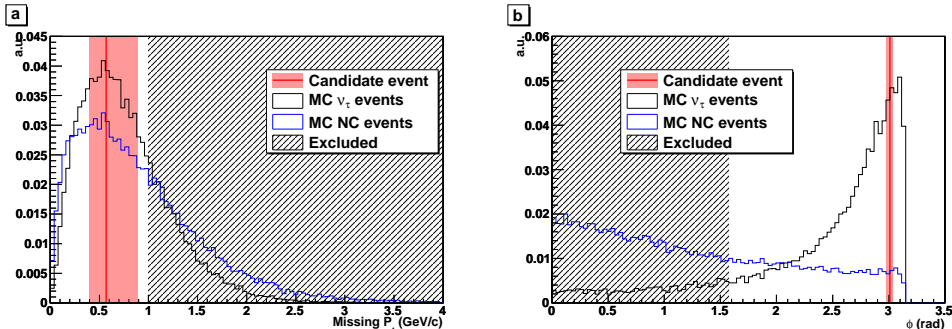 a
a.u.
0.045
0.04
0.035
0.03
0.025
0.02
0.015
0.01
0.005
0
0 0.5 1 1.5 2 2.5 3 3.5 4
Missing P (GeV/c)
Candidate event
MC ντ events
MC NC events
Excluded
b
a.u.
0.06
0.05
0.04
0.03
0.02
0.01
0
0 0.5 1 1.5 2 2.5 3 3.5
ϕ (rad)
Candidate event
MC ντ events
MC NC events
Excluded